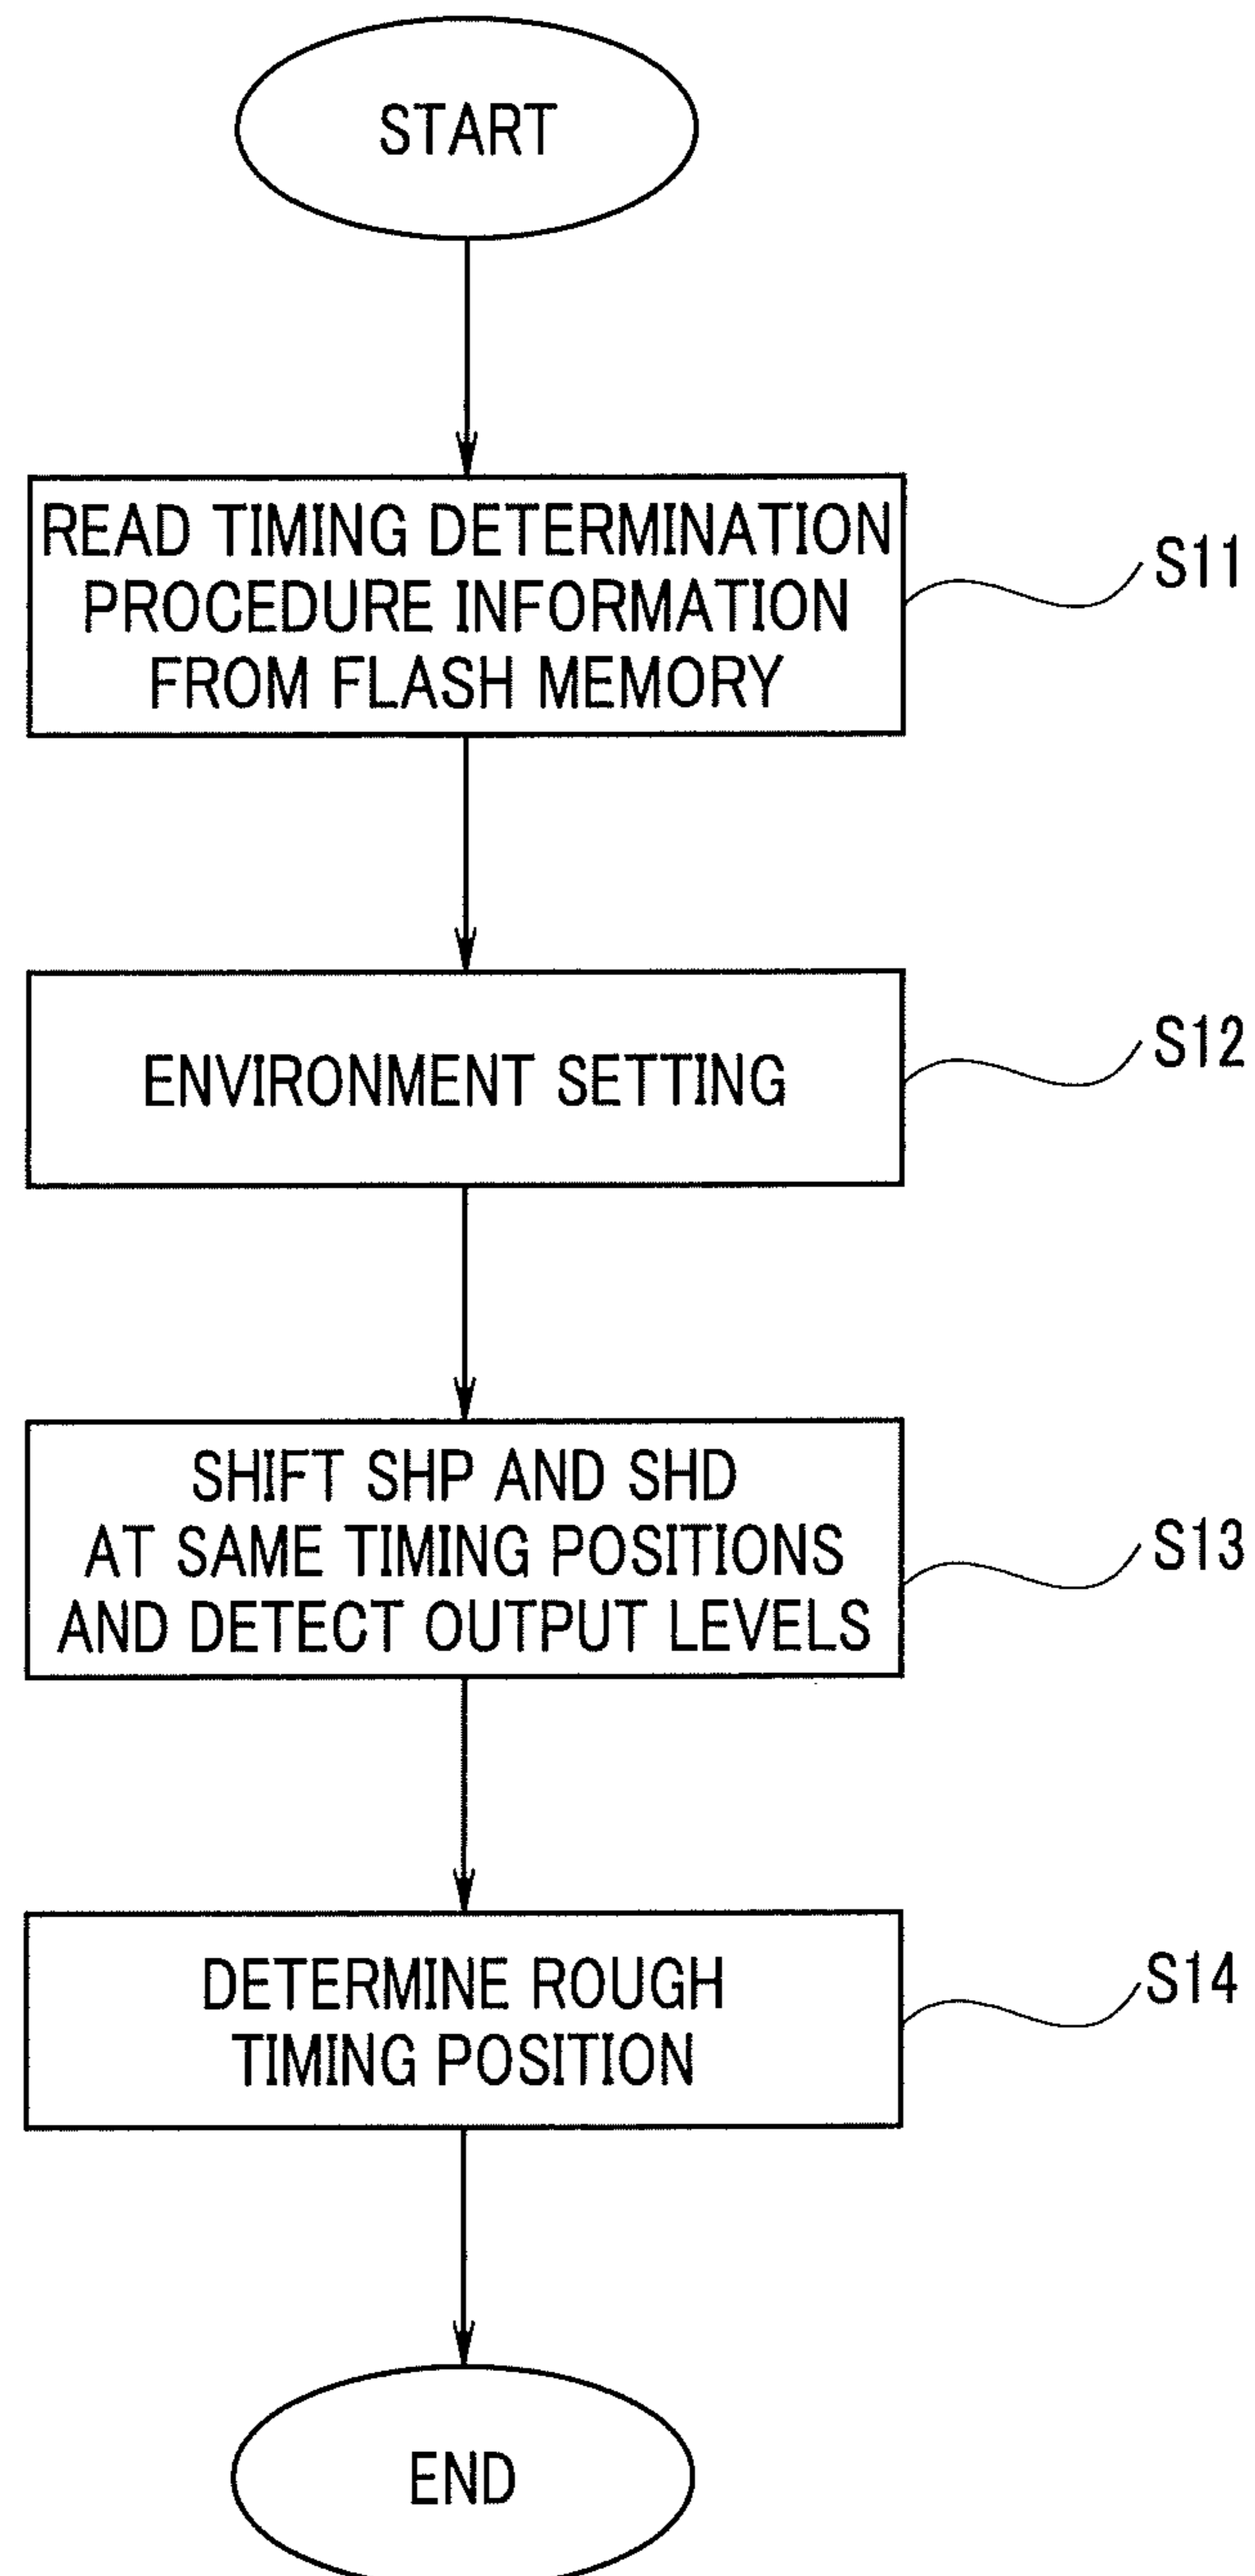 START
READ TIMING DETERMINATION
PROCEDURE INFORMATION
FROM FLASH MEMORY
S11
ENVIRONMENT SETTING
S12
SHIFT SHP AND SHD
AT SAME TIMING POSITIONS
AND DETECT OUTPUT LEVELS
S13
DETERMINE ROUGH
TIMING POSITION
S14
END